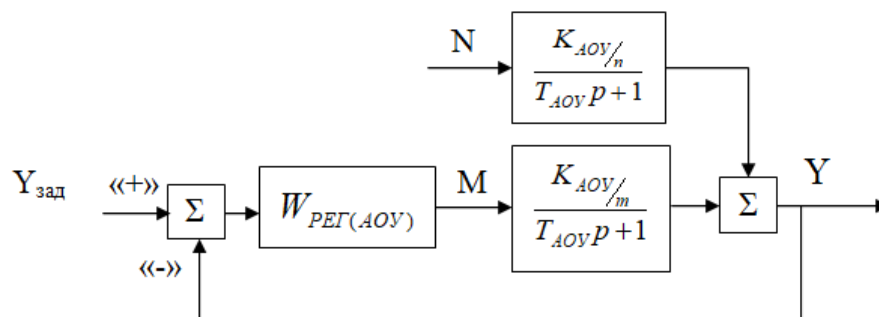 N
K_{АОУ/n}
T_{АОУ} p + 1
Y_{зад}
«+»
Σ
W_{РЕГ(АОУ)}
M
K_{АОУ/m}
T_{АОУ} p + 1
Σ
Y
«-»